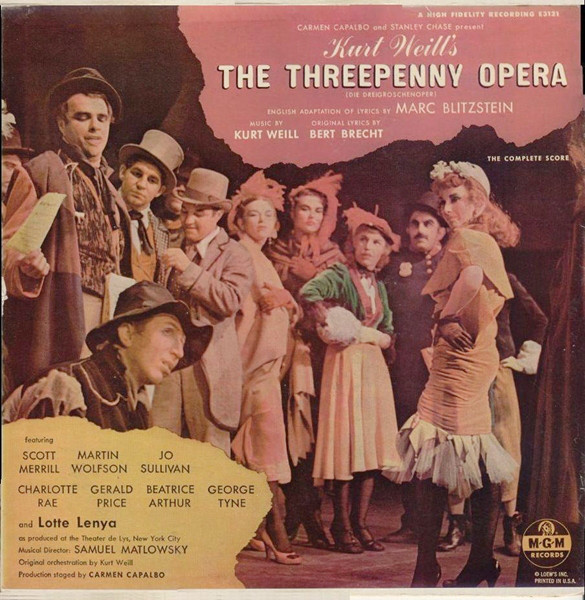 A HIGH FIDELITY RECORDING E3121
CARMEN CAPALBO and STANLEY CHASE present
Kurt Weill's
THE THREEPENNY OPERA
(DIE DREIGROSCHENOPER)
ENGLISH ADAPTATION OF LYRICS BY MARC BLITZSTEIN
MUSIC BY ORIGINAL LYRICS BY
KURT WEILL BERT BRECHT
THE COMPLETE SCORE
featuring
SCOTT MARTIN JO
MERRILL WOLFSON SULLIVAN
CHARLOTTE GERALD BEATRICE GEORGE
RAE PRICE ARTHUR TYNE
and Lotte Lenya
as produced at the Theater de Lys, New York City
Musical Director: SAMUEL MATLOWSKY
Original orchestration by Kurt Weill
Production staged by CARMEN CAPALBO
M-G-M
RECORDS
© LOEW'S INC.
PRINTED IN U.S.A.